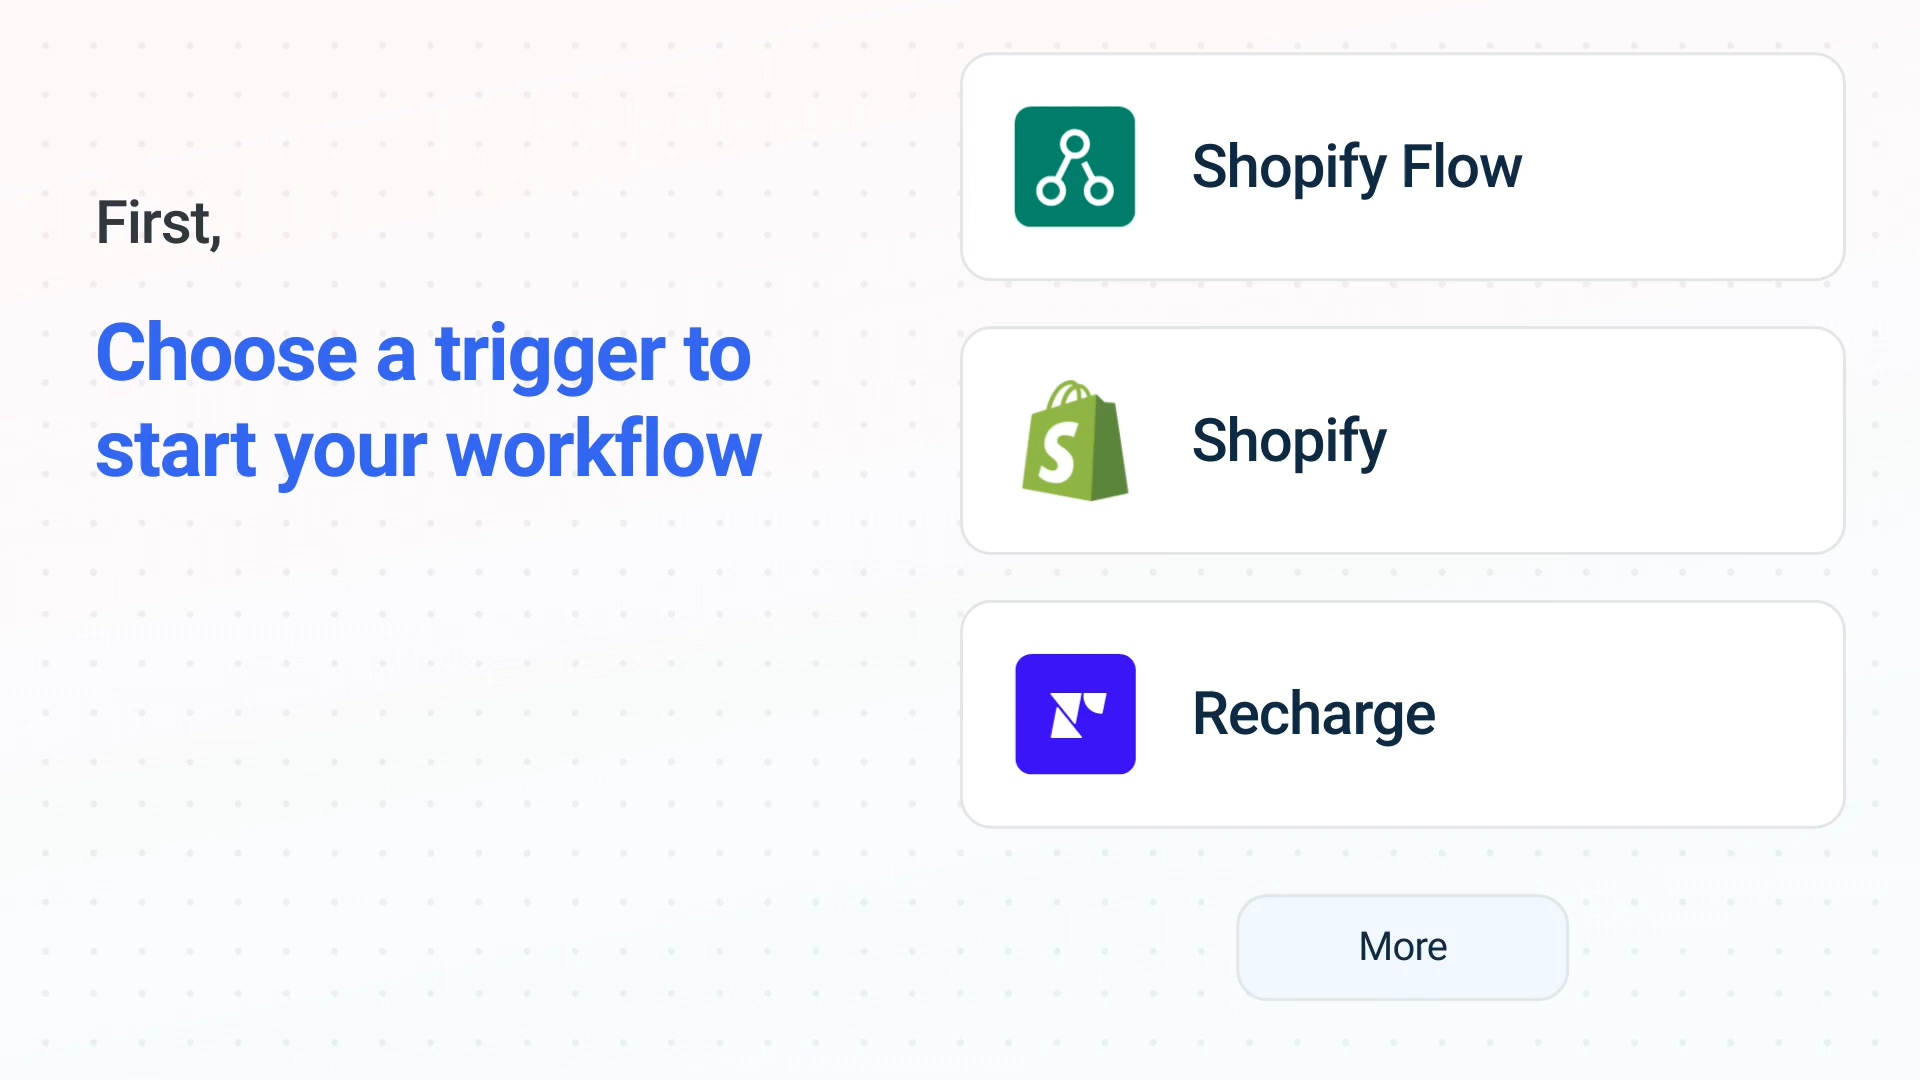 First,
Choose a trigger to
start your workflow
Shopify Flow
Shopify
Recharge
More